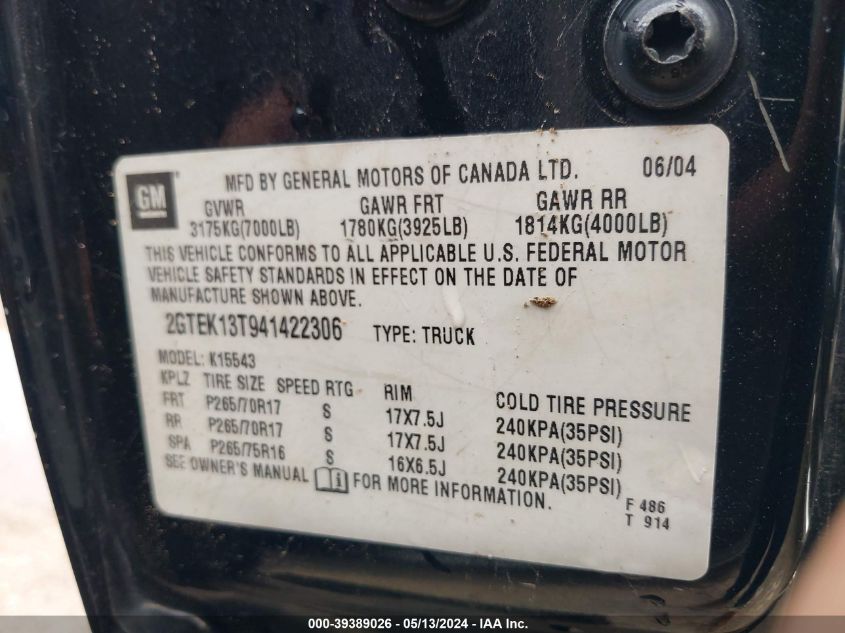 GM
MFD BY GENERAL MOTORS OF CANADA LTD. 06/04
GVWR GAWR FRT GAWR RR
3175KG(7000LB) 1780KG(3925LB) 1814KG(4000LB)
THIS VEHICLE CONFORMS TO ALL APPLICABLE U.S. FEDERAL MOTOR
VEHICLE SAFETY STANDARDS IN EFFECT ON THE DATE OF
MANUFACTURE SHOWN ABOVE.
2GTEK13T941422306 TYPE: TRUCK
MODEL: K15543
KPLZ TIRE SIZE SPEED RTG RIM COLD TIRE PRESSURE
FRT P265/70R17 S 17X7.5J 240KPA(35PSI)
RR P265/70R17 S 17X7.5J 240KPA(35PSI)
SPA P265/75R16 S 16X6.5J 240KPA(35PSI)
SEE OWNER'S MANUAL FOR MORE INFORMATION.
F 486
T 914
000-39389026 - 05/13/2024 - IAAI Inc.